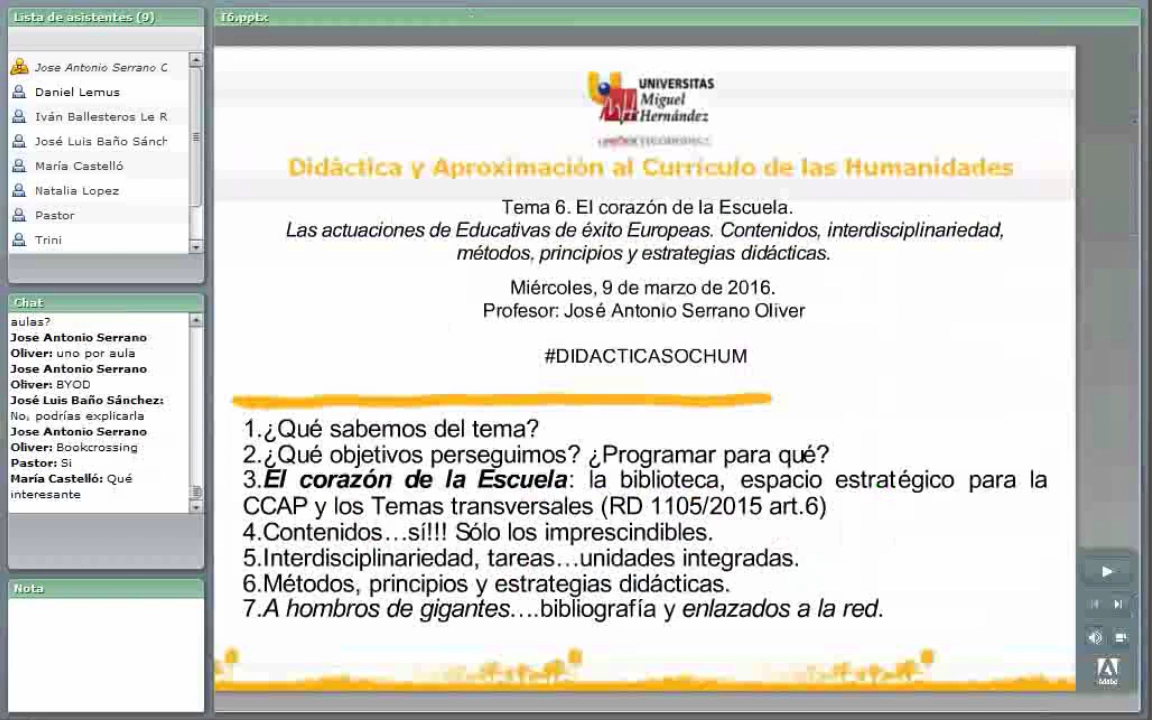 Lista de asistentes (9)
Jose Antonio Serrano C
Daniel Lemus
Iván Ballesteros Le R
José Luis Baño Sánch
María Castelló
Natalia Lopez
Pastor
Trini
Chat
aulas?
Jose Antonio Serrano
Oliver: uno por aula
Jose Antonio Serrano
Oliver: BYOD
José Luis Baño Sánchez:
No, podrías explicarla
Jose Antonio Serrano
Oliver: Bookcrossing
Pastor: Si
María Castelló: Qué
interesante
Nota
T6.pptx
UNIVERSITAS
Miguel
Hernández
Didáctica y Aproximación al Currículo de las Humanidades
Tema 6. El corazón de la Escuela.
Las actuaciones de Educativas de éxito Europeas. Contenidos, interdisciplinariedad,
métodos, principios y estrategias didácticas.
Miércoles, 9 de marzo de 2016.
Profesor: José Antonio Serrano Oliver
#DIDACTICASOCHUM
1.¿Qué sabemos del tema?
2.¿Qué objetivos perseguimos? ¿Programar para qué?
3.El corazón de la Escuela: la biblioteca, espacio estratégico para la
CCAP y los Temas transversales (RD 1105/2015 art.6)
4.Contenidos...sí!!! Sólo los imprescindibles.
5.Interdisciplinariedad, tareas...unidades integradas.
6.Métodos, principios y estrategias didácticas.
7.A hombros de gigantes....bibliografía y enlazados a la red.
Adobe